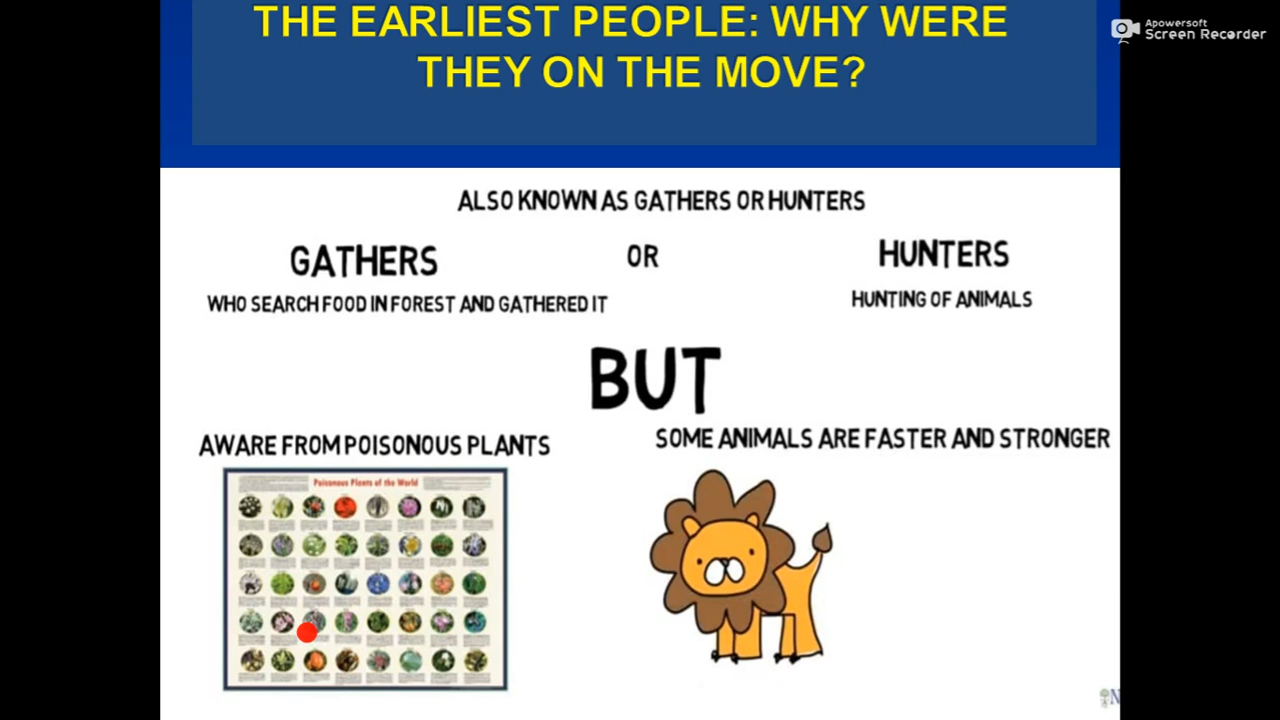 THE EARLIEST PEOPLE: WHY WERE
THEY ON THE MOVE?
Apowersoft
Screen Recorder
ALSO KNOWN AS GATHERS OR HUNTERS
GATHERS
OR
HUNTERS
WHO SEARCH FOOD IN FOREST AND GATHERED IT
HUNTING OF ANIMALS
BUT
AWARE FROM POISONOUS PLANTS
SOME ANIMALS ARE FASTER AND STRONGER
Poisonous Plants of the World